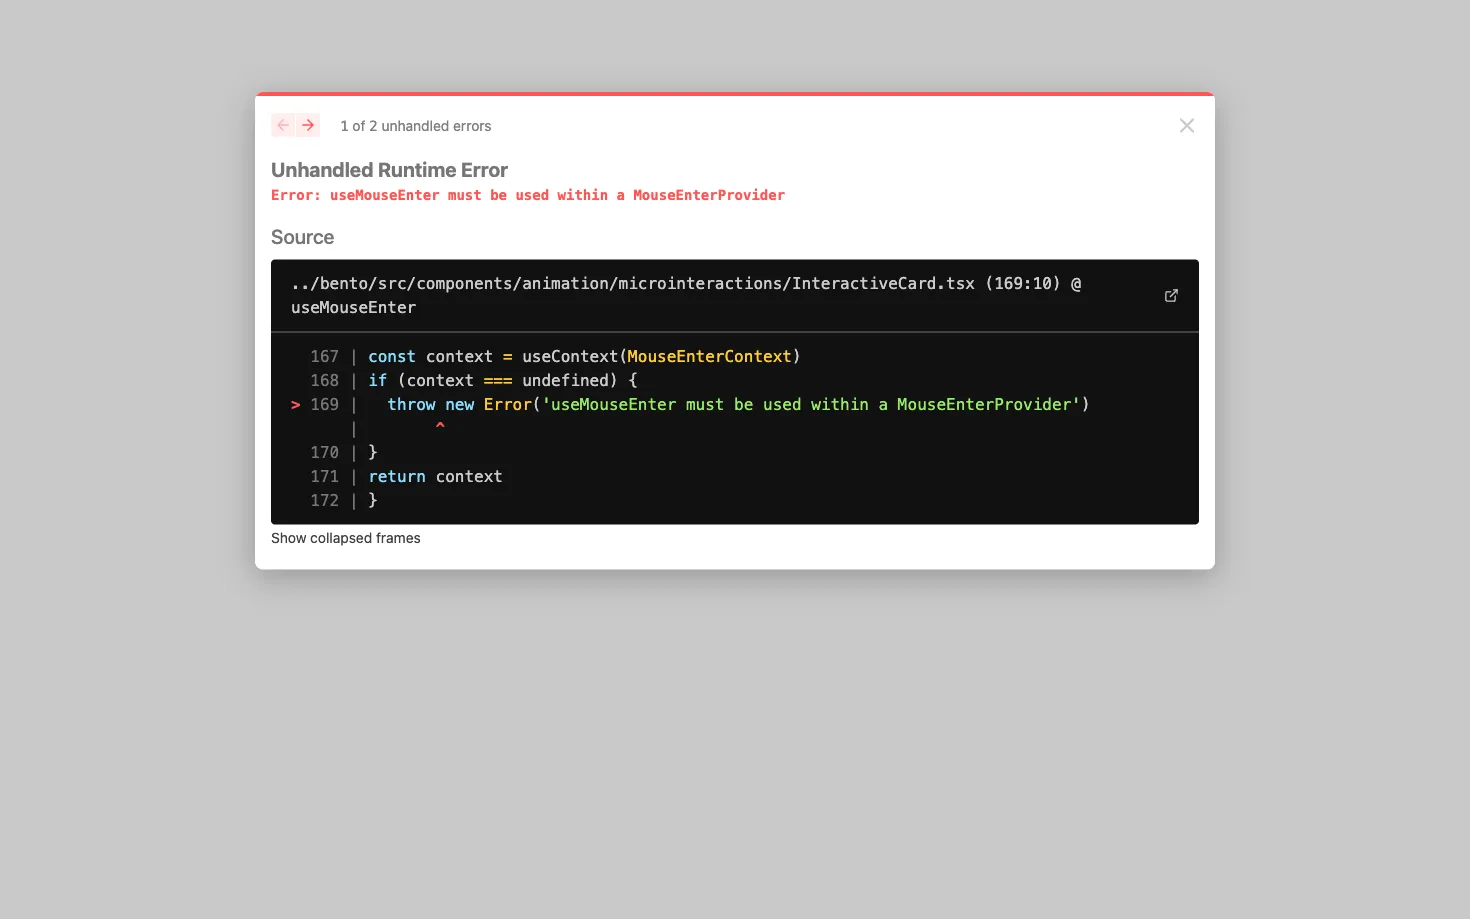 1 of 2 unhandled errors
Unhandled Runtime Error
Error: useMouseEnter must be used within a MouseEnterProvider
Source
../bento/src/components/animation/microinteractions/InteractiveCard.tsx (169:10) @
useMouseEnter
167 | const context = useContext(MouseEnterContext)
168 | if (context === undefined) {
> 169 |   throw new Error('useMouseEnter must be used within a MouseEnterProvider')
|        ^
170 | }
171 | return context
172 | }
Show collapsed frames